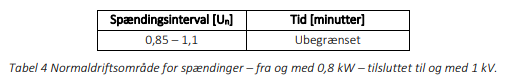 Spændingsinterval [Uₙ] Tid [minutter]
0,85 – 1,1 Ubegrænset
Tabel 4 Normaldriftsområde for spændinger – fra og med 0,8 kW – tilsluttet til og med 1 kV.